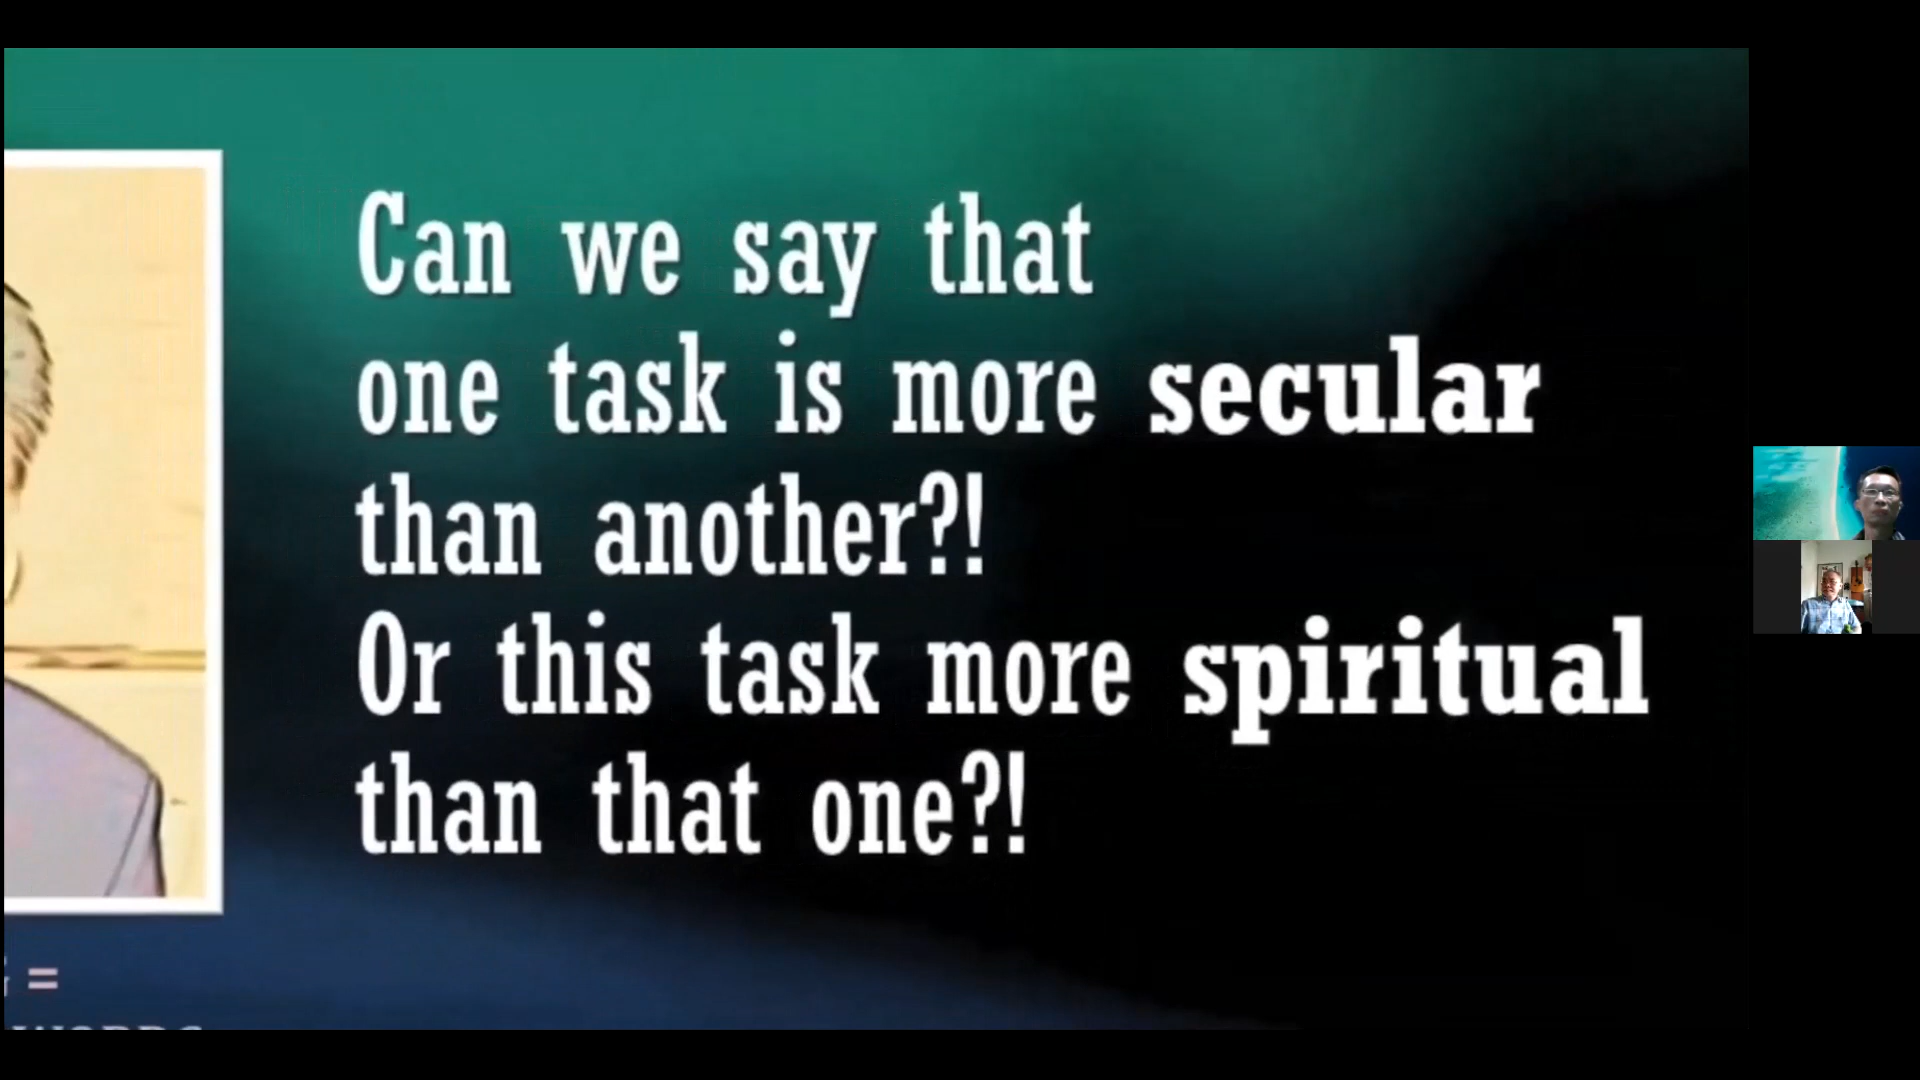 Can we say that
one task is more secular
than another?!
Or this task more spiritual
than that one?!
=